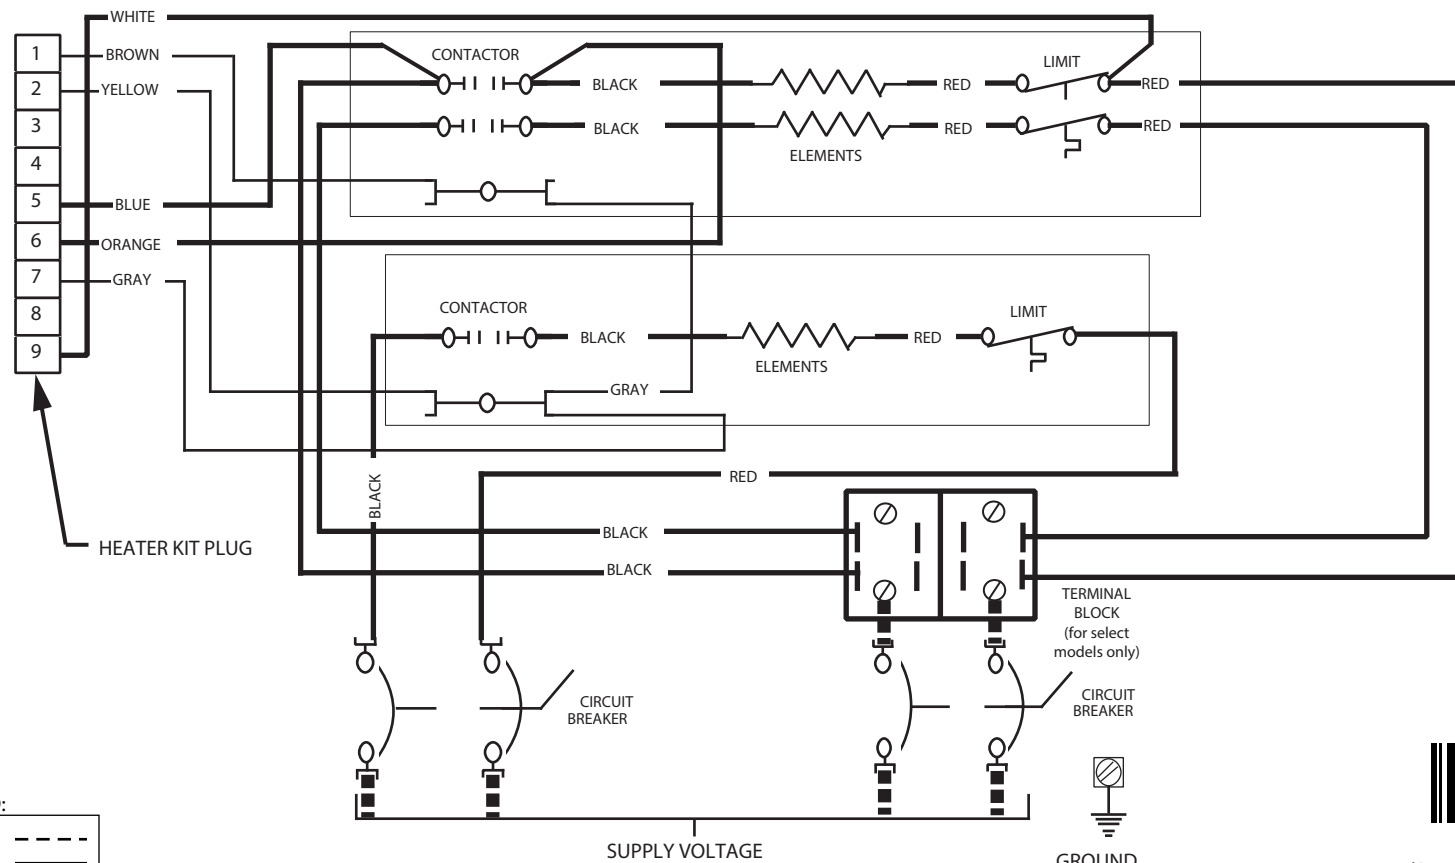 WHITE
1
BROWN
CONTACTOR
LIMIT
2
YELLOW
BLACK
RED
RED
3
BLACK
RED
RED
ELEMENTS
4
5
BLUE
6
ORANGE
7
GRAY
8
CONTACTOR
LIMIT
9
BLACK
RED
ELEMENTS
GRAY
BLACK
RED
HEATER KIT PLUG
BLACK
BLACK
TERMINAL
BLOCK
(for select
models only)
CIRCUIT
BREAKER
CIRCUIT
BREAKER
SUPPLY VOLTAGE
GROUND